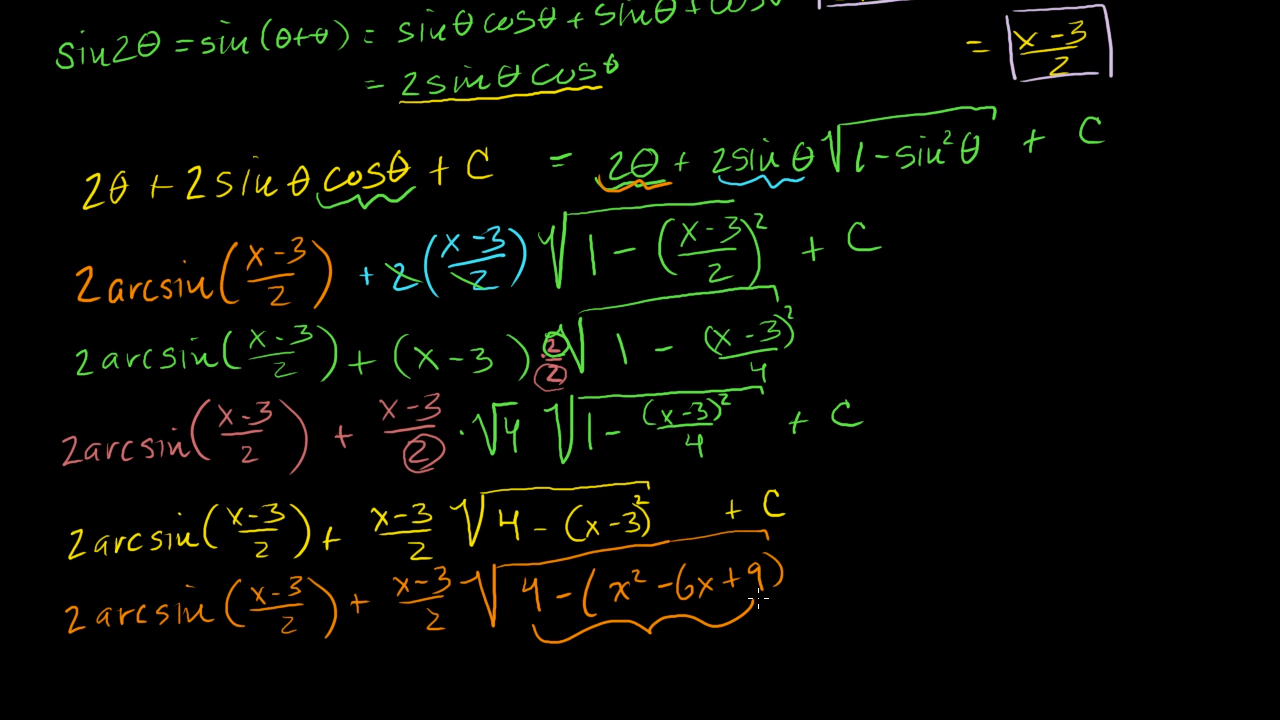 sin2θ = sin(θ+θ) = sinθ cosθ + sinθ + cosθ
= 2sinθ cosθ
= x-3/2
2θ + 2sinθ cosθ + C = 2θ + 2sinθ √(1-sin²θ) + C
2arcsin(x-3/2) + 2(x-3/2) √(1-(x-3/2)²) + C
2arcsin(x-3/2) + (x-3) 2/2 √(1-(x-3)²/4)
2arcsin(x-3/2) + x-3/2 · √4 √(1-(x-3)²/4) + C
2arcsin(x-3/2) + x-3/2 √(4-(x-3)²) + C
2arcsin(x-3/2) + x-3/2 √(4-(x²-6x+9))